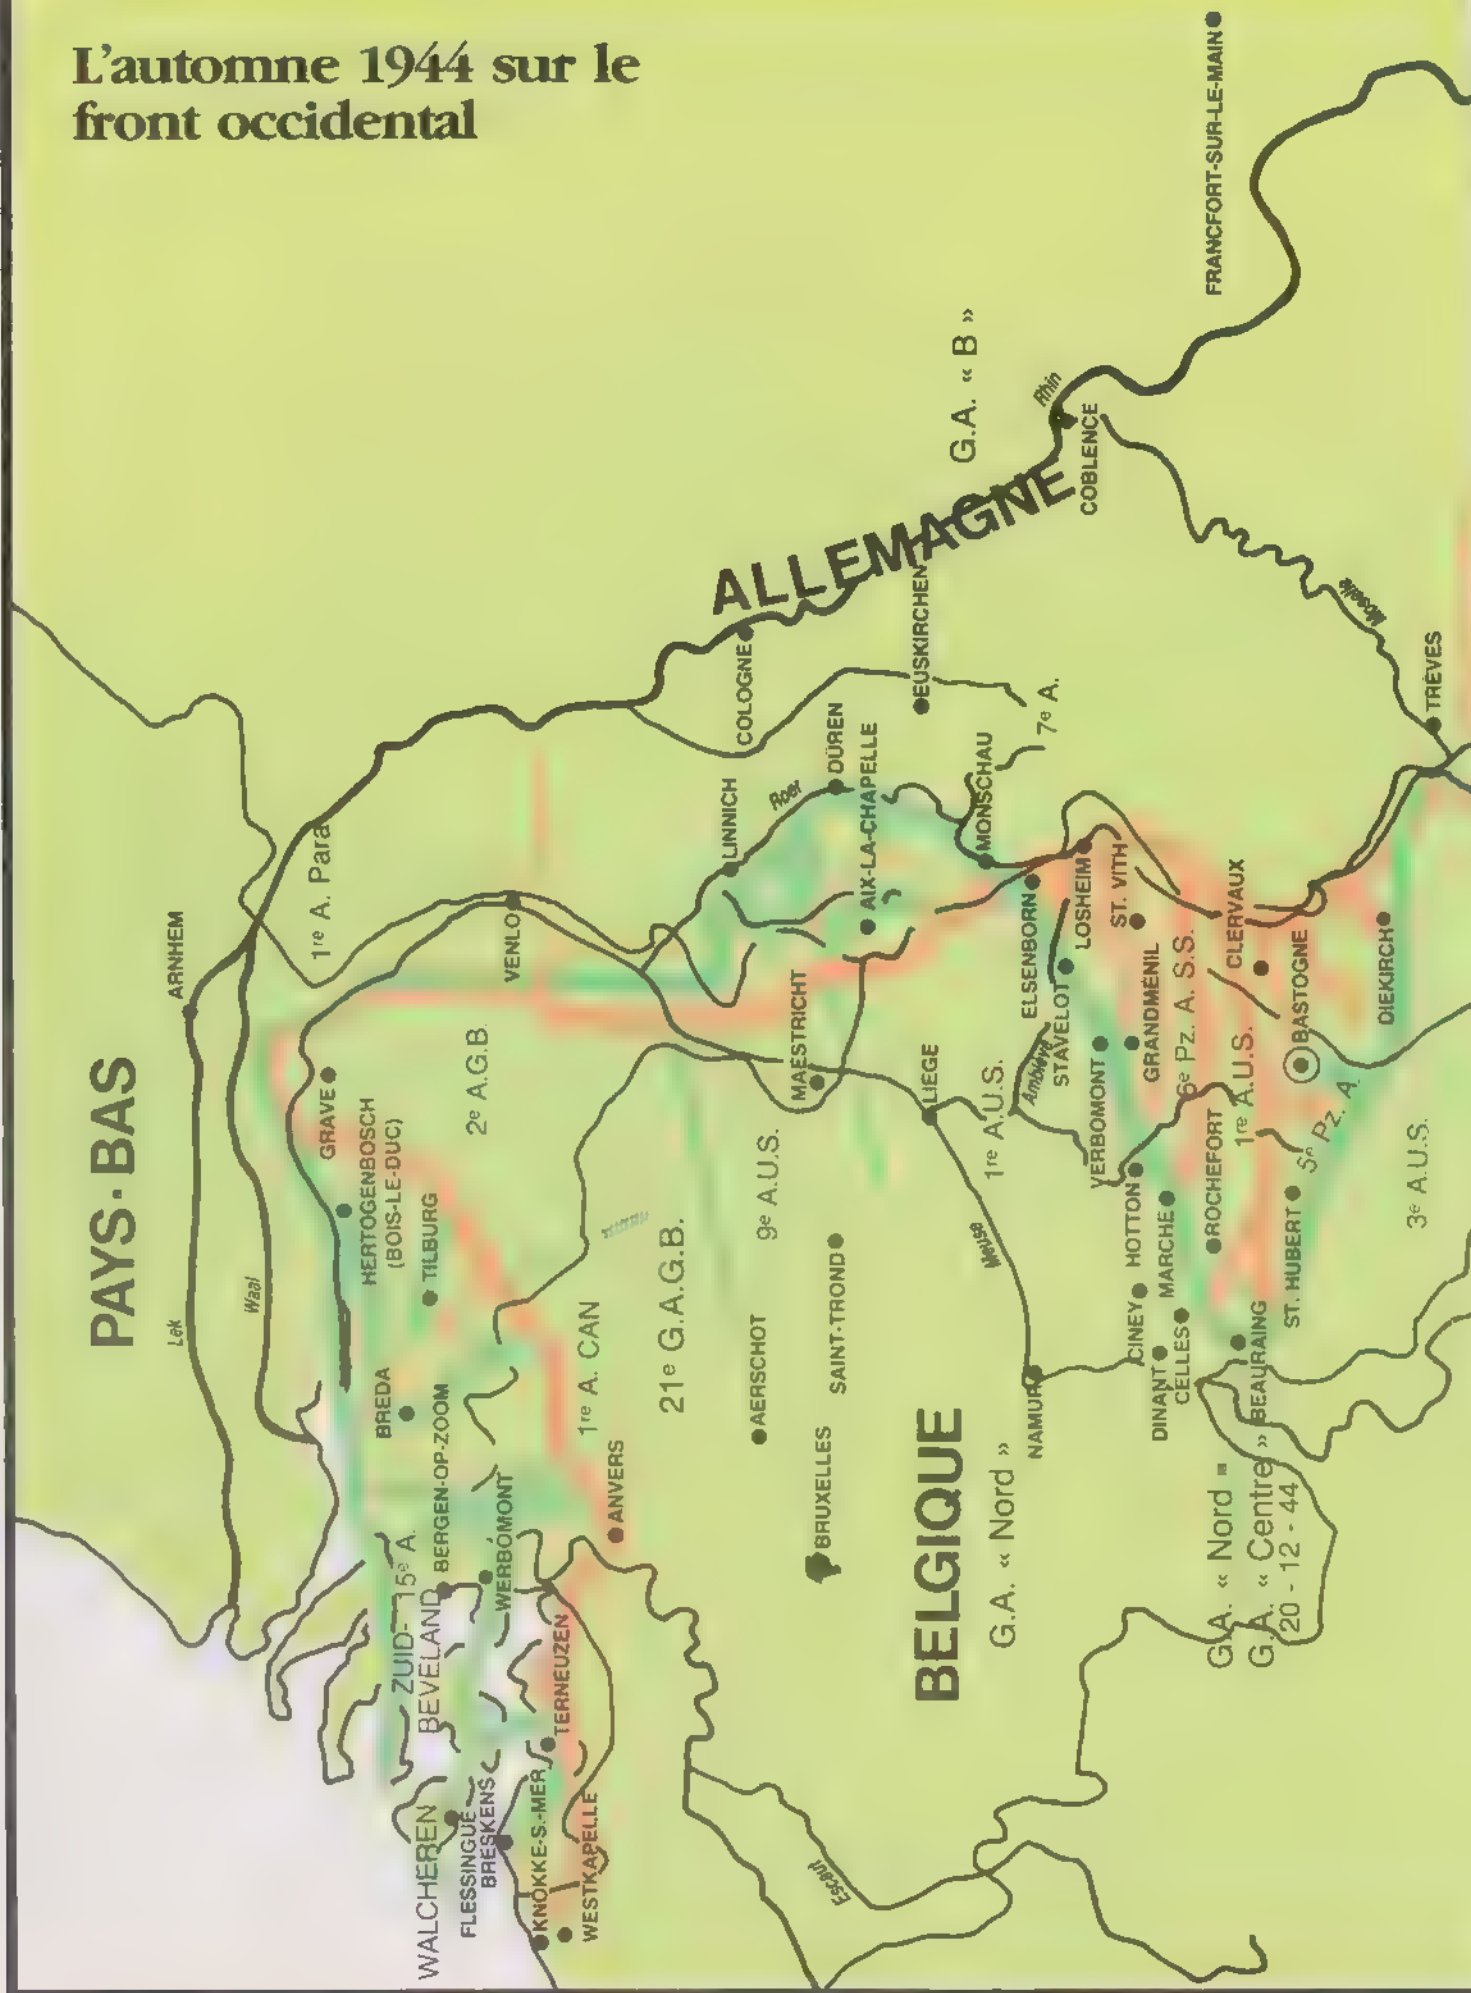 L'automne 1944 sur le
front occidental
PAYS-BAS
ARNHEM
Lek
Waal
1re A. Para
GRAVE
HERTOGENBOSCH
(BOIS-LE-DUC)
TILBURG
BREDA
BERGEN-OP-ZOOM
WERBOMONT
ZUID- 15e A.
BEVELAND
WALCHEREN
FLESSINGUE
BRESKENS
KNOKKE-S.-MER
WESTKAPELLE
TERNEUZEN
ANVERS
1re A. CAN
2e A.G.B.
VENLO
21e G.A.G.B.
9e A.U.S.
AERSCHOT
SAINT-TROND
BRUXELLES
MAESTRICHT
LINNICH
Roer
DÜREN
AIX-LA-CHAPELLE
COLOGNE
ALLEMAGNE
EUSKIRCHEN
G.A. « B »
Rhin
COBLENCE
FRANCFORT-SUR-LE-MAIN
Moselle
TRÈVES
7e A.
MONSCHAU
ELSENBORN
LOSHEIM
ST. VITH
STAVELOT
Amblève
LIEGE
1re A.U.S.
Meuse
BELGIQUE
G.A. « Nord »
NAMUR
VERBOMONT
GRANDMÉNIL
6e Pz. A. S.S.
CLERVAUX
1re A.U.S.
BASTOGNE
5e Pz. A.
DIEKIRCH
3e A.U.S.
HOTTON
MARCHE
ROCHEFORT
ST. HUBERT
CINEY
DINANT
CELLES
BEAURAING
G.A. « Nord »
G.A. « Centre »
20 - 12 - 44
Escaut